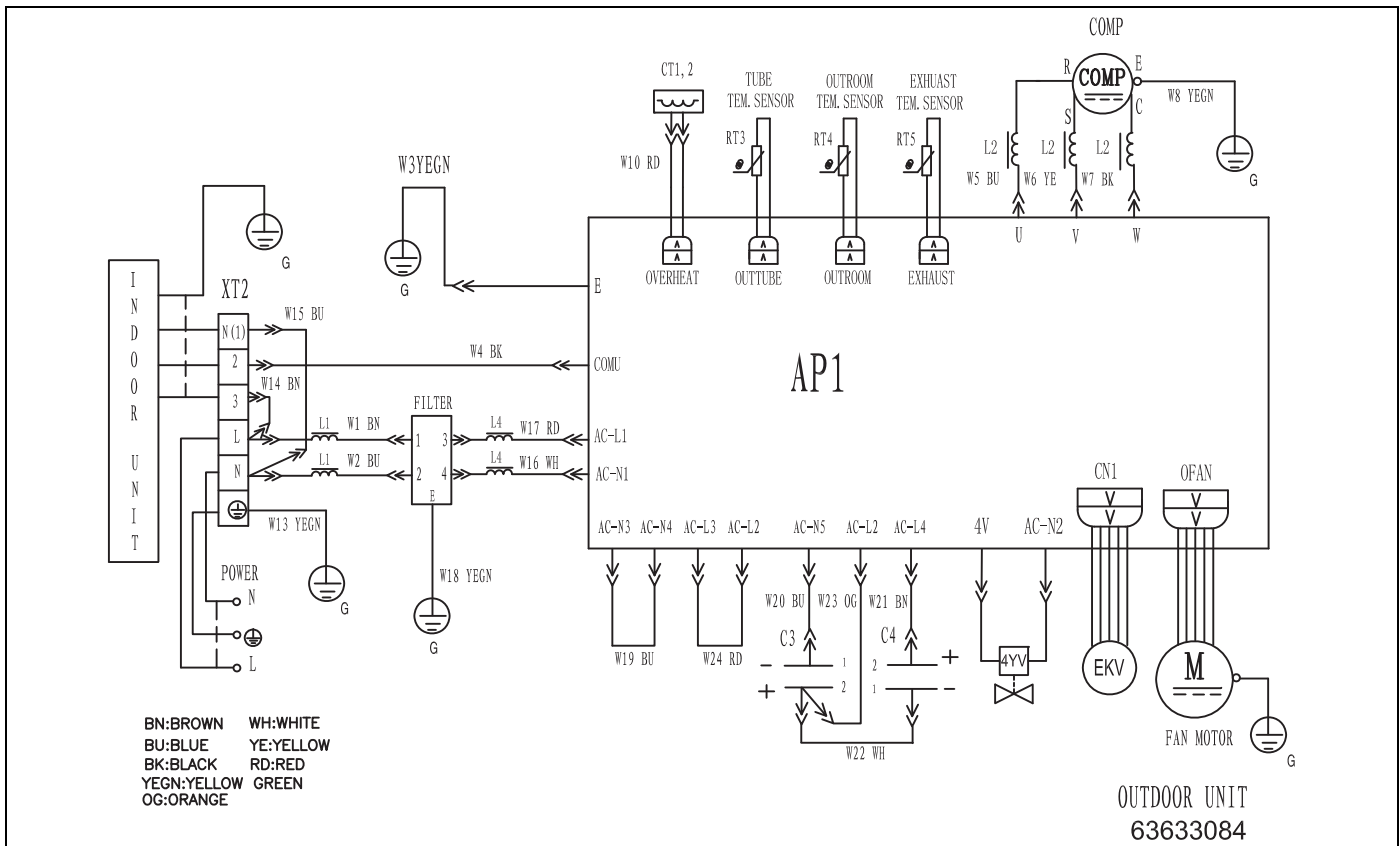 COMP
CT1, 2
TUBE
TEM. SENSOR
OUTROOM
TEM. SENSOR
EXHUAST
TEM. SENSOR
R
COMP
E
W8 YEGN
S
C
G
RT3
RT4
RT5
L2
L2
L2
W10 RD
W5 BU
W6 YE
W7 BK
U
V
W
W3YEGN
G
G
OVERHEAT
OUTTUBE
OUTROOM
EXHAUST
E
INDOOR UNIT
XT2
W15 BU
N(1)
2
3
L
N
W14 BN
W4 BK
COMU
AP1
FILTER
L1
W1 BN
1
3
L4
W17 RD
AC-L1
L1
W2 BU
2
4
L4
W16 WH
AC-N1
E
W13 YEGN
G
W18 YEGN
G
POWER
N
L
AC-N3
AC-N4
AC-L3
AC-L2
AC-N5
AC-L2
AC-L4
4V
AC-N2
CN1
OFAN
W19 BU
W24 RD
W20 BU
W23 OG
W21 BN
C3
C4
-
1
+
2
2
+
1
-
W22 WH
4YV
EKV
M
FAN MOTOR
G
BN:BROWN WH:WHITE
BU:BLUE YE:YELLOW
BK:BLACK RD:RED
YEGN:YELLOW GREEN
OG:ORANGE
OUTDOOR UNIT
63633084